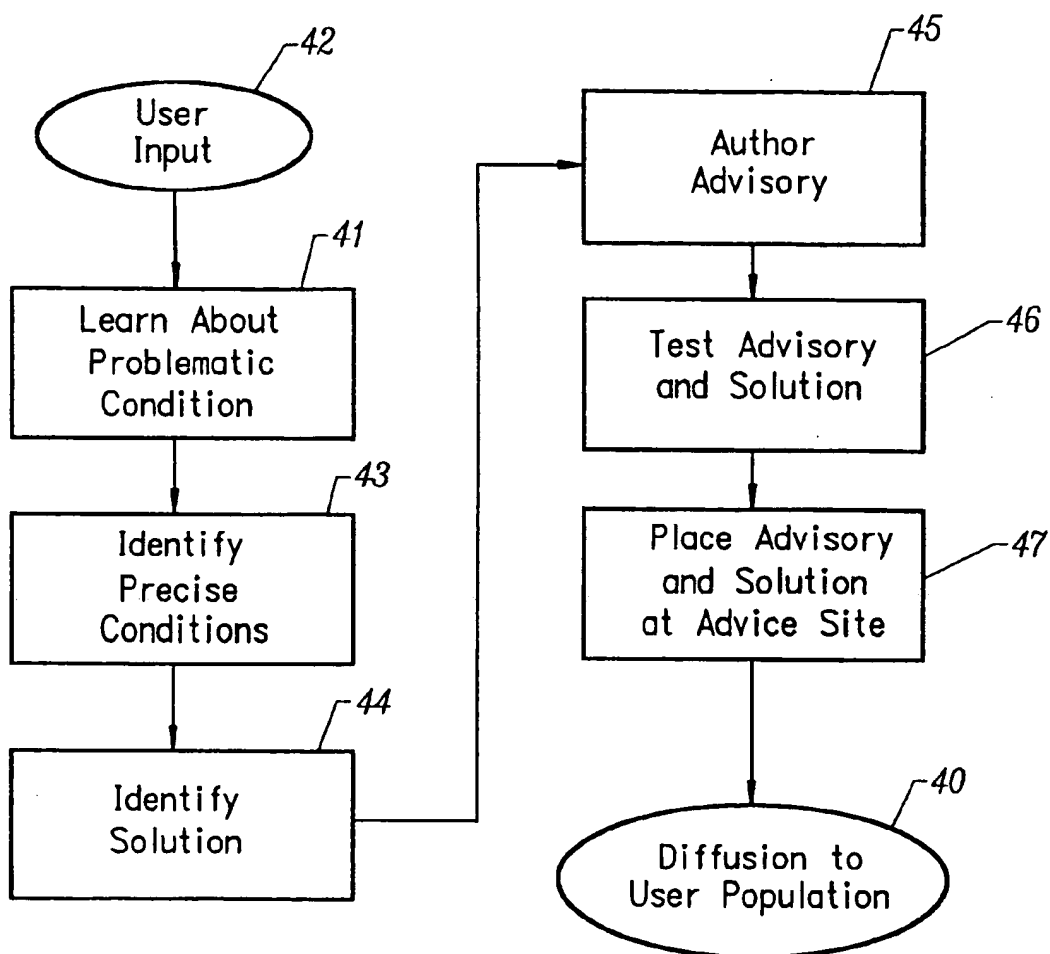 42
User
Input
41
Learn About
Problematic
Condition
43
Identify
Precise
Conditions
44
Identify
Solution
45
Author
Advisory
46
Test Advisory
and Solution
47
Place Advisory
and Solution
at Advice Site
40
Diffusion to
User Population